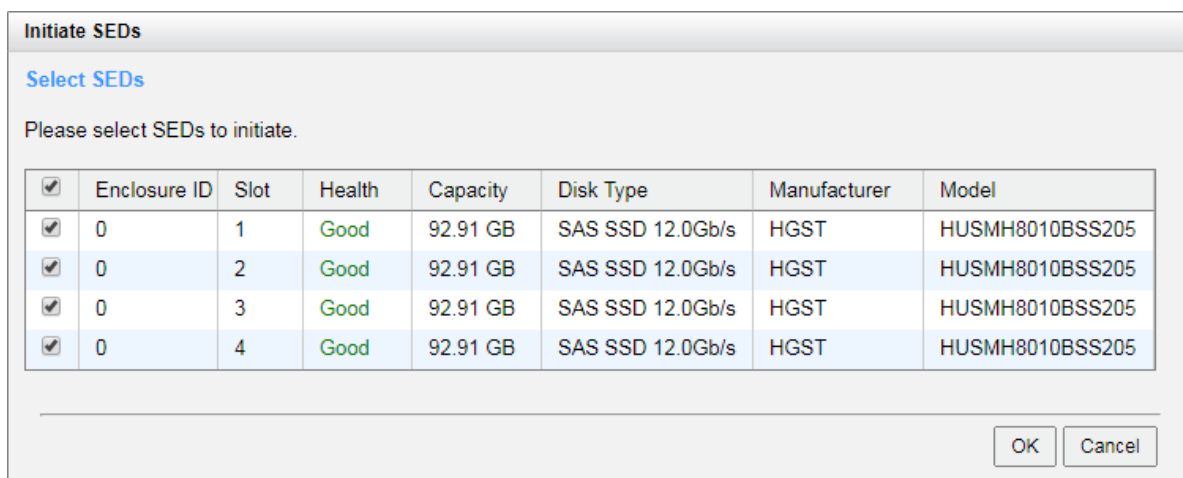 Initiate SEDs
Select SEDs
Please select SEDs to initiate.
Enclosure ID Slot Health Capacity Disk Type Manufacturer Model
0 1 Good 92.91 GB SAS SSD 12.0Gb/s HGST HUSMH8010BSS205
0 2 Good 92.91 GB SAS SSD 12.0Gb/s HGST HUSMH8010BSS205
0 3 Good 92.91 GB SAS SSD 12.0Gb/s HGST HUSMH8010BSS205
0 4 Good 92.91 GB SAS SSD 12.0Gb/s HGST HUSMH8010BSS205
OK Cancel